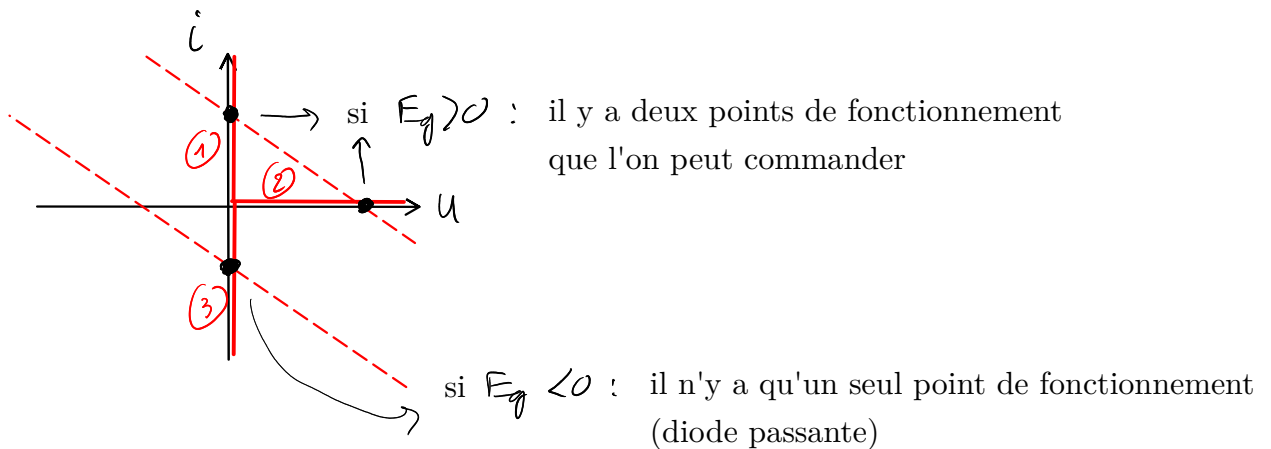 i
si Eg>0 : il y a deux points de fonctionnement
que l'on peut commander
①
②
u
③
si Eg <0 : il n'y a qu'un seul point de fonctionnement
(diode passante)